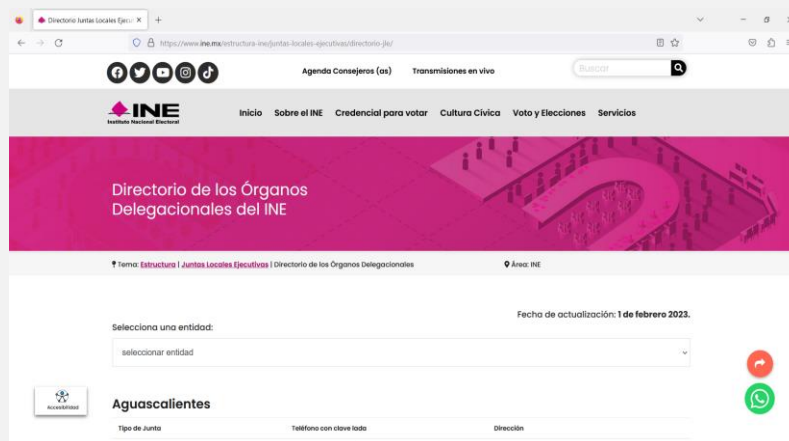 Directorio Juntas Locales Ejecu
https://www.ine.mx/estructura-ine/juntas-locales-ejecutivas/directorio-jle/
Agenda Consejeros (as) Transmisiones en vivo Buscar
INE
Instituto Nacional Electoral
Inicio Sobre el INE Credencial para votar Cultura Cívica Voto y Elecciones Servicios
Directorio de los Órganos
Delegacionales del INE
Tema: Estructura | Juntas Locales Ejecutivas | Directorio de los Órganos Delegacionales Área: INE
Fecha de actualización: 1 de febrero 2023.
Selecciona una entidad:
seleccionar entidad
Accesibilidad
Aguascalientes
Tipo de Junta Teléfono con clave lada Dirección